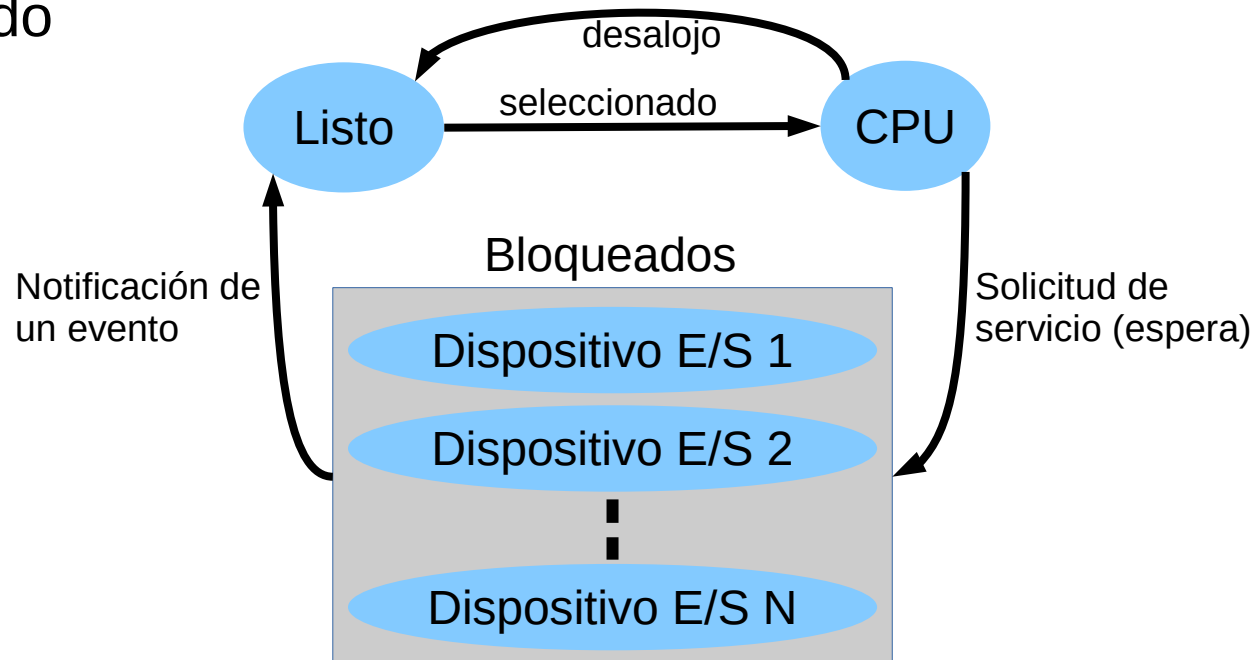 do
desalojo
seleccionado
Listo
CPU
Bloqueados
Notificación de
un evento
Solicitud de
servicio (espera)
Dispositivo E/S 1
Dispositivo E/S 2
Dispositivo E/S N